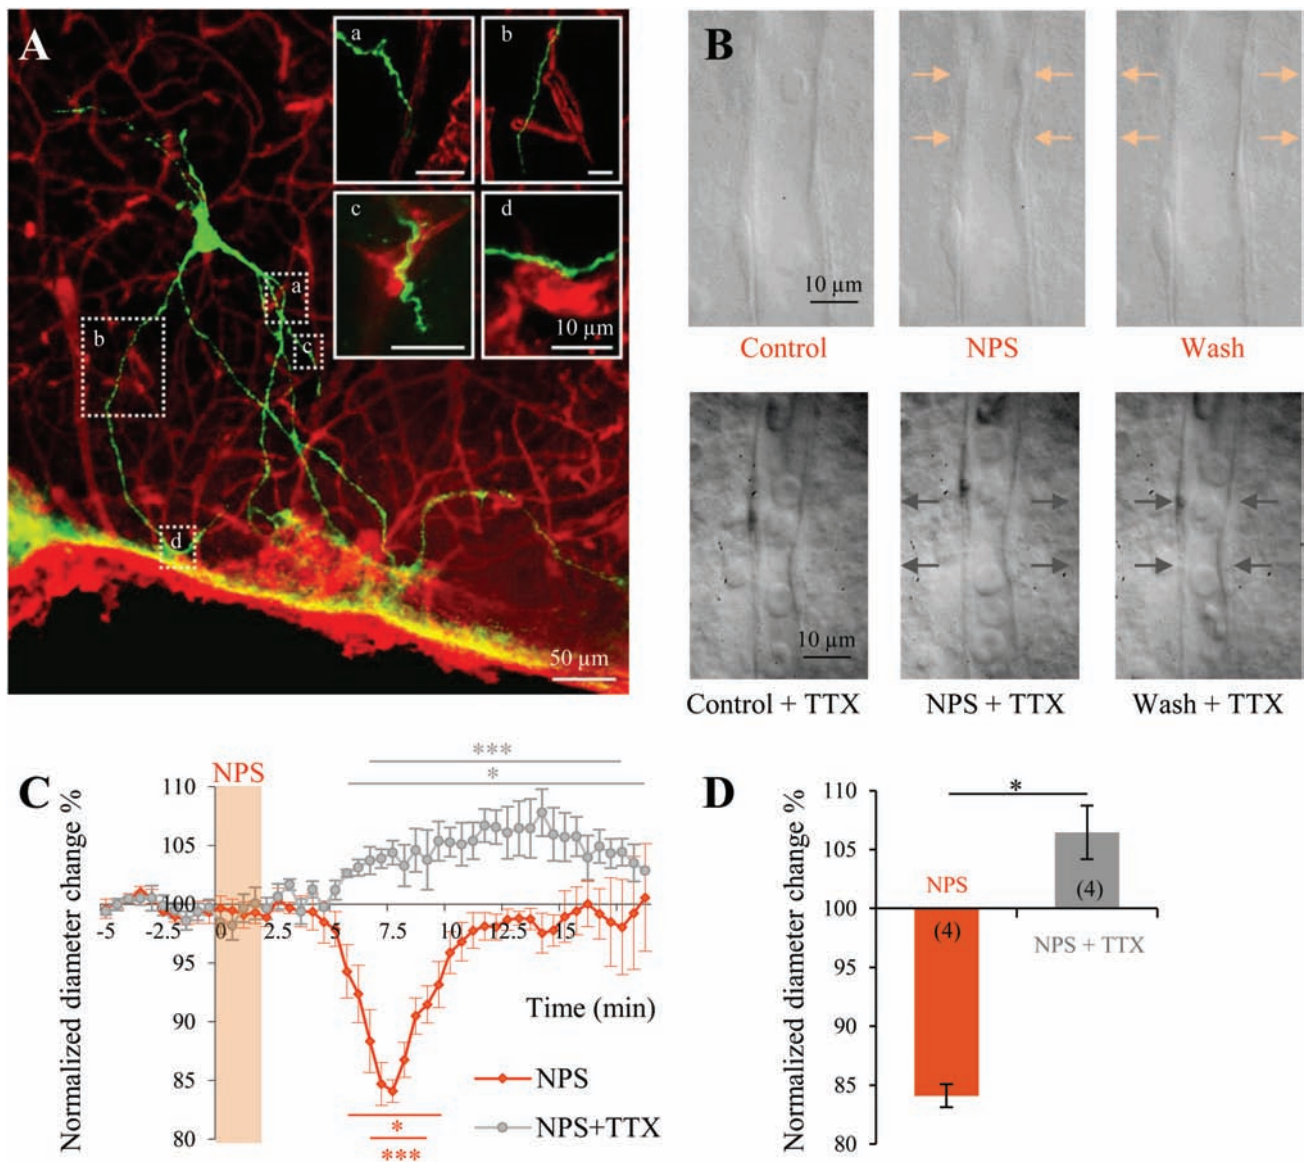 A
a
b
c
d
10 µm
a
b
c
d
50 µm
B
10 µm
Control
NPS
Wash
10 µm
Control + TTX
NPS + TTX
Wash + TTX
C
NPS
***
*
Normalized diameter change %
110
105
100
95
90
85
80
-5
-2.5
0
2.5
7.5
10
12.5
15
Time (min)
NPS
NPS+TTX
*
***
D
*
Normalized diameter change %
110
105
100
95
90
85
80
NPS
(4)
(4)
NPS + TTX